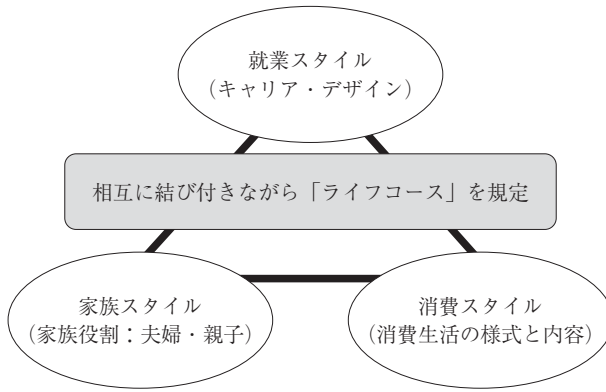 就業スタイル
（キャリア・デザイン）
相互に結び付きながら「ライフコース」を規定
家族スタイル
（家族役割：夫婦・親子）
消費スタイル
（消費生活の様式と内容）